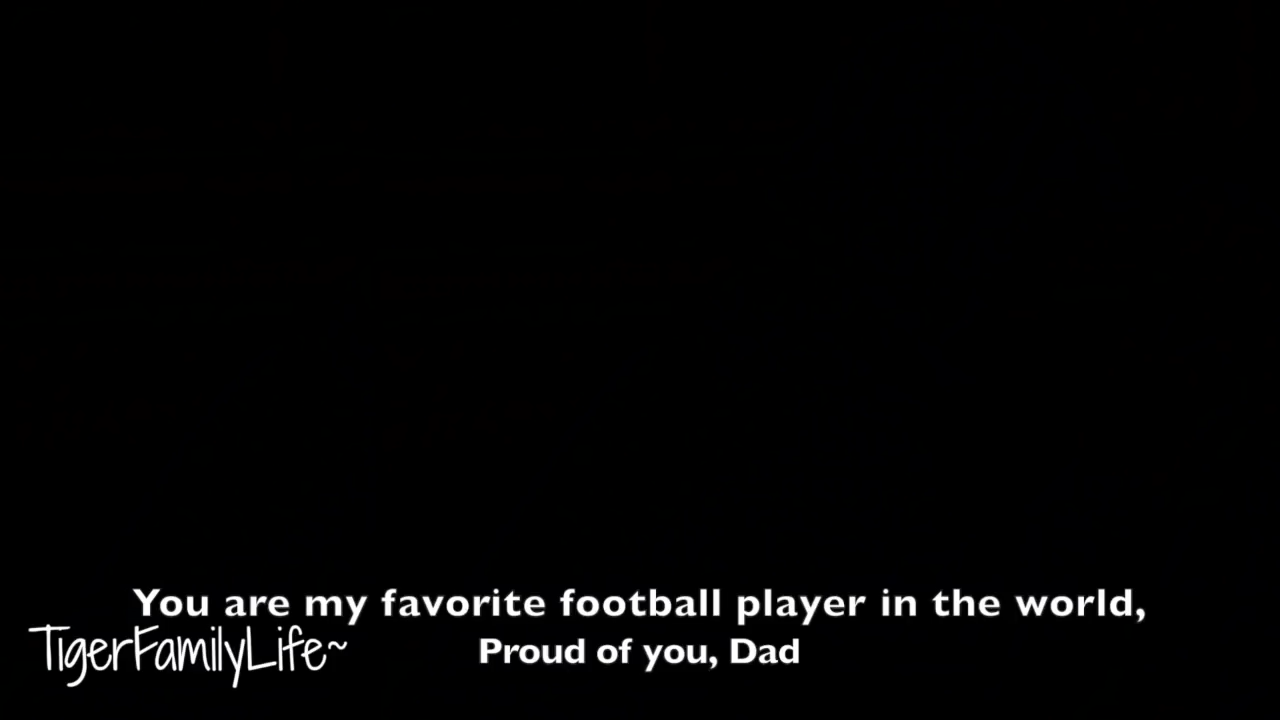 You are my favorite football player in the world,
Proud of you, Dad
TigerFamilyLife~